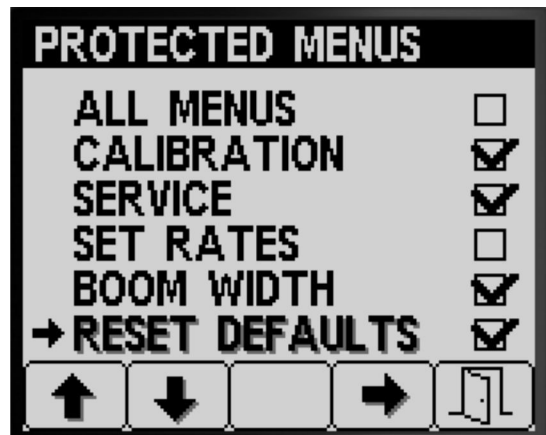 PROTECTED MENUS
ALL MENUS
CALIBRATION
SERVICE
SET RATES
BOOM WIDTH
RESET DEFAULTS